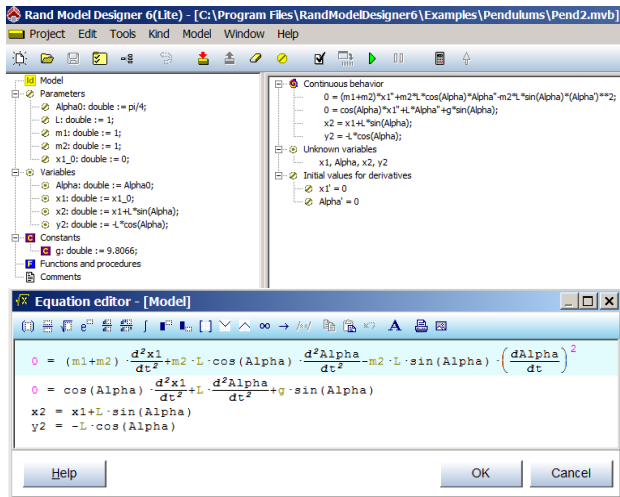 Rand Model Designer 6(Lite) - [C:\Program Files\RandModelDesigner6\Examples\Pendulums\Pend2.mvb]
Project Edit Tools Kind Model Window Help
Model
Parameters
Alpha0: double := pi/4;
L: double := 1;
m1: double := 1;
m2: double := 1;
x1_0: double := 0;
Variables
Alpha: double := Alpha0;
x1: double := x1_0;
x2: double := x1+L*sin(Alpha);
y2: double := -L*cos(Alpha);
Constants
g: double := 9.8066;
Functions and procedures
Comments
Continuous behavior
0 = (m1+m2)*x1''+m2*L*cos(Alpha)*Alpha''-m2*L*sin(Alpha)*(Alpha')**2;
0 = cos(Alpha)*x1''+L*Alpha''+g*sin(Alpha);
x2 = x1+L*sin(Alpha);
y2 = -L*cos(Alpha);
Unknown variables
x1, Alpha, x2, y2
Initial values for derivatives
x1' = 0
Alpha' = 0
Equation editor - [Model]
0 = (m1+m2) · d²x1/dt² + m2 · L · cos(Alpha) · d²Alpha/dt² - m2 · L · sin(Alpha) · (dAlpha/dt)²
0 = cos(Alpha) · d²x1/dt² + L · d²Alpha/dt² + g · sin(Alpha)
x2 = x1+L·sin(Alpha)
y2 = -L·cos(Alpha)
Help OK Cancel